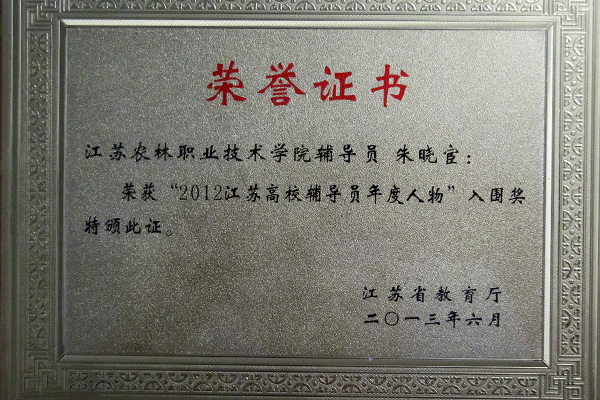 荣誉证书
江苏农林职业技术学院辅导员 朱晓宦：
荣获“2012江苏高校辅导员年度人物”入围奖
特颁此证。
江苏省教育厅
二〇一三年六月